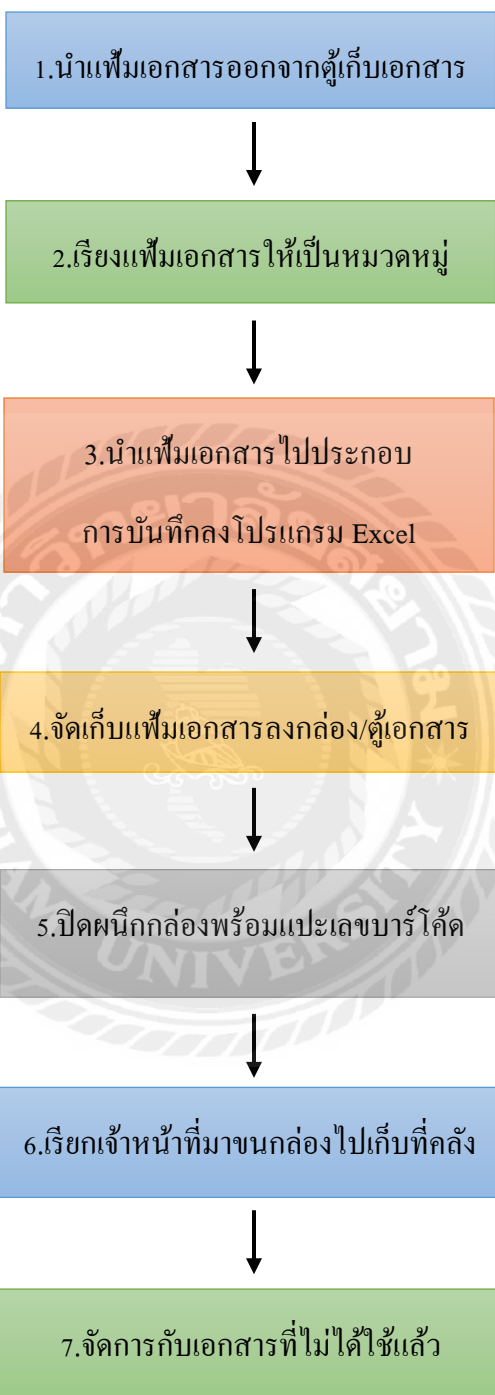 1.นำแฟ้มเอกสารออกจากตู้เก็บเอกสาร
2.เรียงแฟ้มเอกสารให้เป็นหมวดหมู่
3.นำแฟ้มเอกสารไปประกอบ
การบันทึกลงโปรแกรม Excel
4.จัดเก็บแฟ้มเอกสารลงกล่อง/ตู้เอกสาร
5.ปิดผนึกกล่องพร้อมแปะเลขบาร์โค้ด
UNIVERSITY
6.เรียกเจ้าหน้าที่มาขนกล่องไปเก็บที่คลัง
7.จัดการกับเอกสารที่ไม่ได้ใช้แล้ว